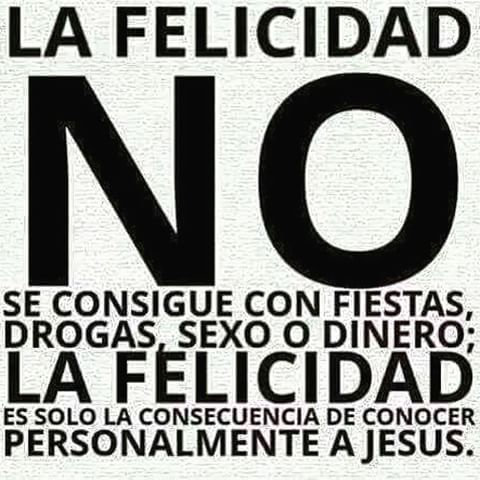 LA FELICIDAD
NO
SE CONSIGUE CON FIESTAS,
DROGAS, SEXO O DINERO;
LA FELICIDAD
ES SOLO LA CONSECUENCIA DE CONOCER
PERSONALMENTE A JESUS.